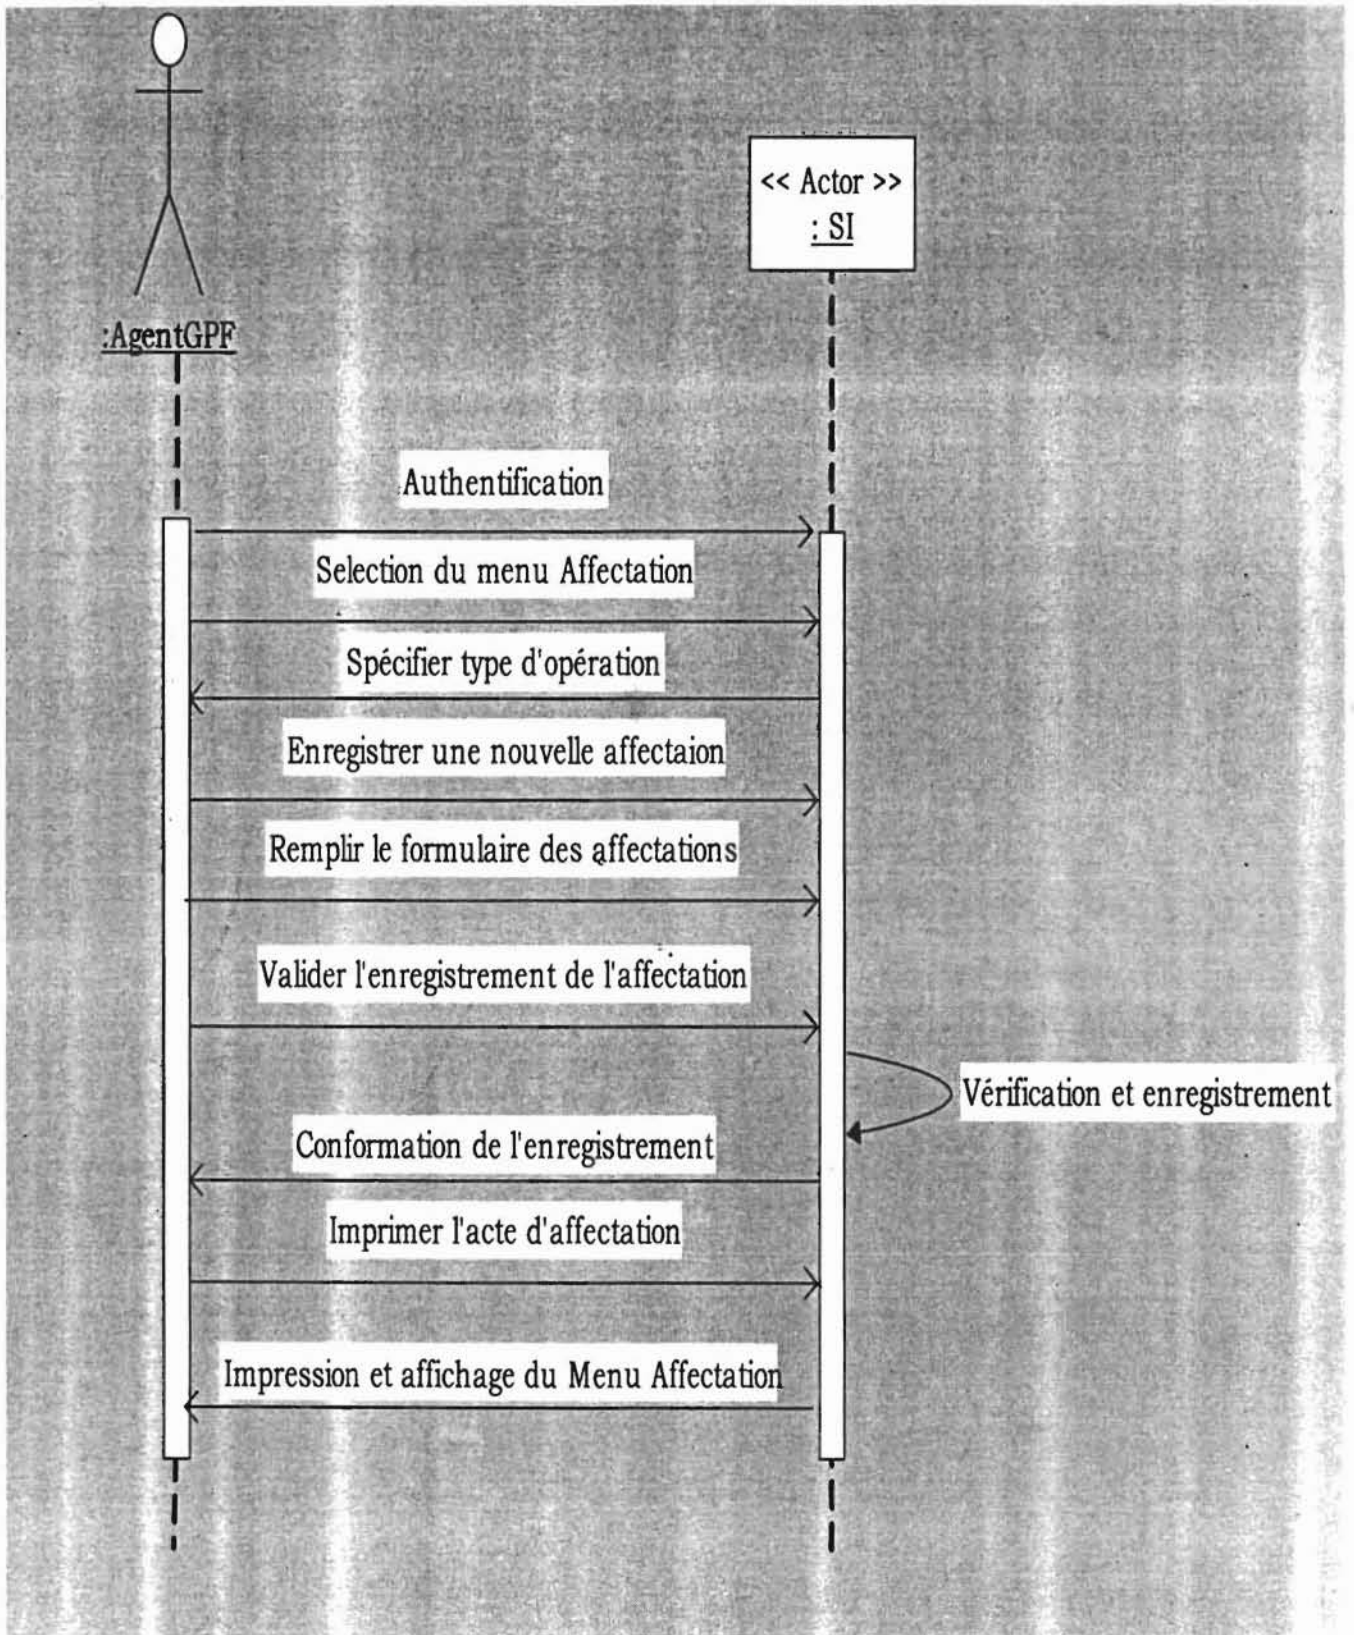 << Actor >>
: SI
:AgentGPF
Authentification
Selection du menu Affectation
Spécifier type d'opération
Enregistrer une nouvelle affectaion
Remplir le formulaire des affectations
Valider l'enregistrement de l'affectation
Vérification et enregistrement
Conformation de l'enregistrement
Imprimer l'acte d'affectation
Impression et affichage du Menu Affectation